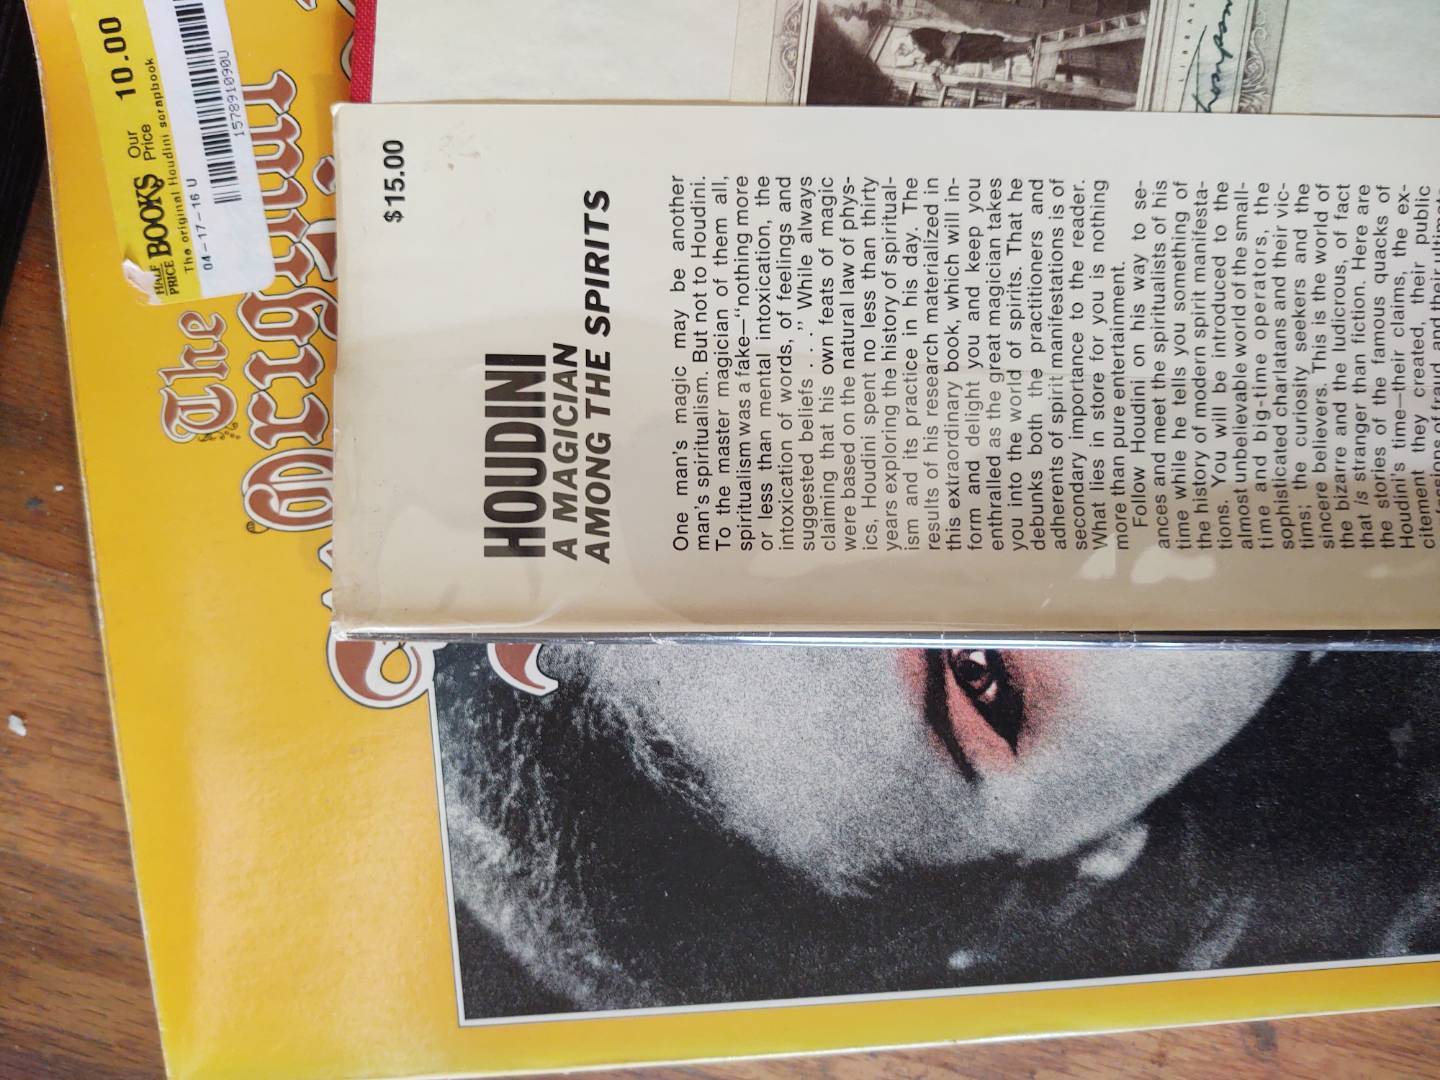 10.00
HALF
PRICE BOOKS Our
Price
The original Houdini scrapbook
04-17-16 U
157891090U
The
Original
$15.00
HOUDINI
A MAGICIAN
AMONG THE SPIRITS
One man's magic may be another
man's spiritualism. But not to Houdini.
To the master magician of them all,
spiritualism was a fake—“nothing more
or less than mental intoxication, the
intoxication of words, of feelings and
suggested beliefs . . .” While always
claiming that his own feats of magic
were based on the natural law of phys-
ics, Houdini spent no less than thirty
years exploring the history of spiritual-
ism and its practice in his day. The
results of his research materialized in
this extraordinary book, which will in-
form and delight you and keep you
enthralled as the great magician takes
you into the world of spirits. That he
debunks both the practitioners and
adherents of spirit manifestations is of
secondary importance to the reader.
What lies in store for you is nothing
more than pure entertainment.
Follow Houdini on his way to se-
ances and meet the spiritualists of his
time while he tells you something of
the history of modern spirit manifesta-
tions. You will be introduced to the
almost unbelievable world of the small-
time and big-time operators, the
sophisticated charlatans and their vic-
tims; the curiosity seekers and the
sincere believers. This is the world of
the bizarre and the ludicrous, of fact
that is stranger than fiction. Here are
the stories of the famous quacks of
Houdini's time—their claims, the ex-
citement they created, their public
of fraud and their